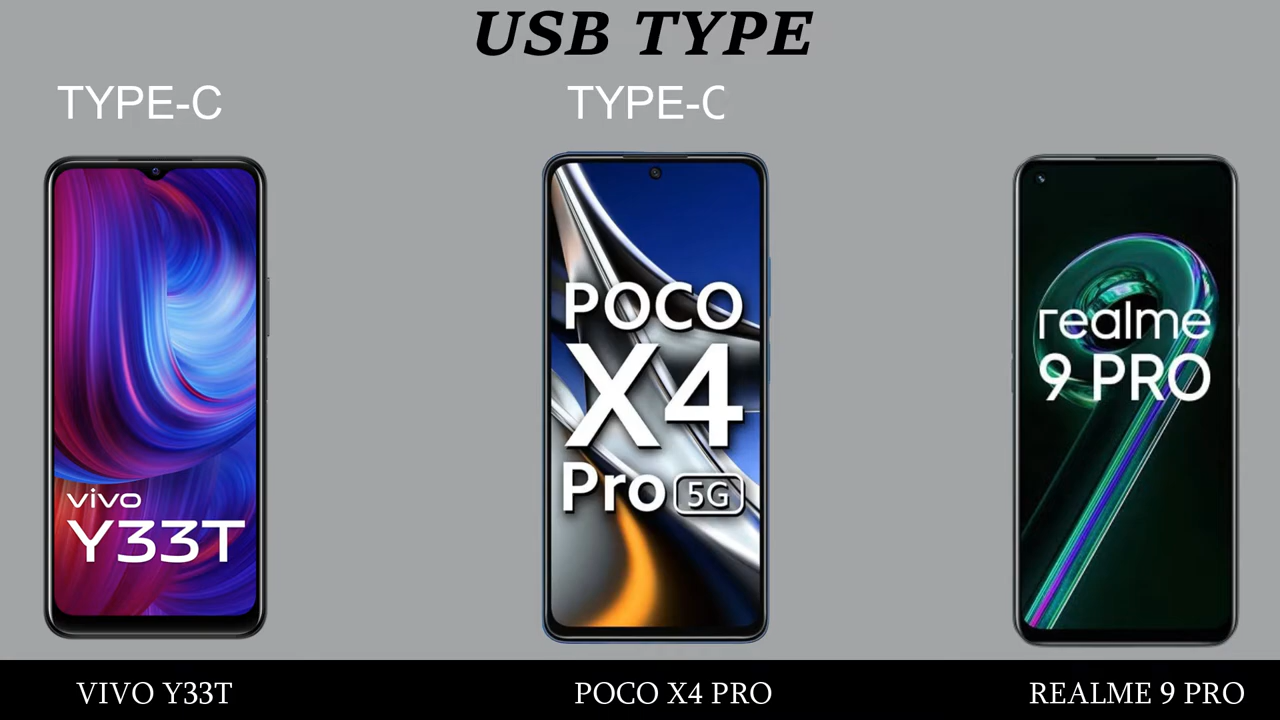 USB TYPE
TYPE-C
TYPE-C
vivo
Y33T
POCO
X4
Pro 5G
realme
9 PRO
VIVO Y33T
POCO X4 PRO
REALME 9 PRO